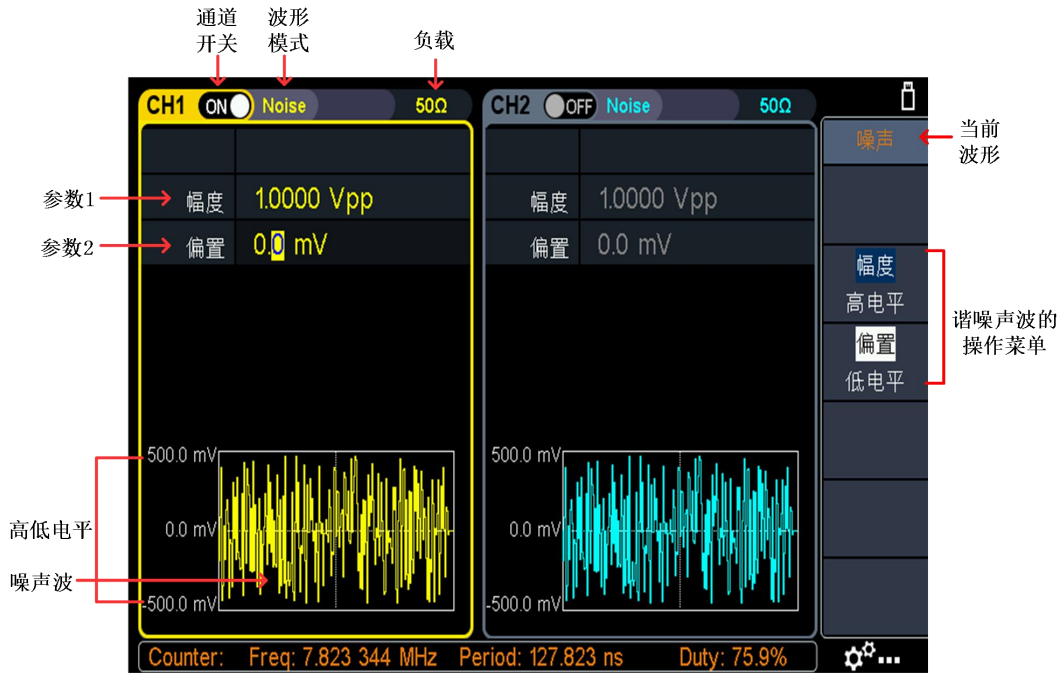 通道
开关
波形
模式
负载
CH1 ON Noise 50Ω
CH2 OFF Noise 50Ω
噪声
当前
波形
参数1
幅度 1.0000 Vpp
幅度 1.0000 Vpp
参数2
偏置 0.0 mV
偏置 0.0 mV
幅度
高电平
偏置
低电平
谐噪声波的
操作菜单
500.0 mV
0.0 mV
-500.0 mV
500.0 mV
0.0 mV
-500.0 mV
高低电平
噪声波
Counter: Freq: 7.823 344 MHz Period: 127.823 ns Duty: 75.9%